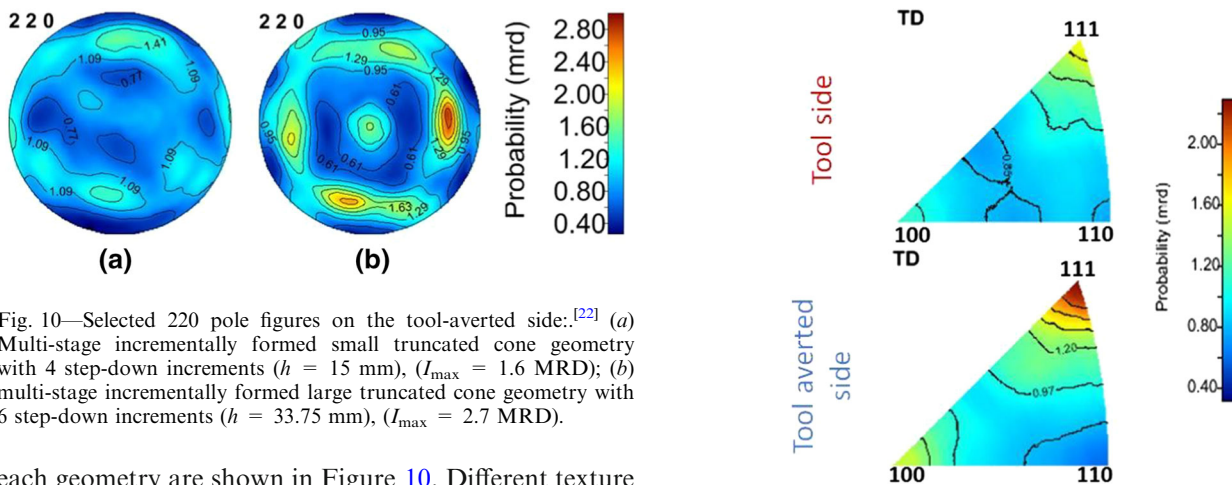 2 2 0
1.41
1.09
0.77
1.09
0.77
1.09
1.09
1.09
1.09
(a)
2 2 0
0.95
1.29
0.95
1.29
0.61
0.95
0.61
0.61
0.61
1.29
0.95
1.63
1.29
(b)
Probability (mrd)
2.80
2.40
2.00
1.60
1.20
0.80
0.40
Fig. 10—Selected 220 pole figures on the tool-averted side:.[22] (a)
Multi-stage incrementally formed small truncated cone geometry
with 4 step-down increments (h = 15 mm), (Imax = 1.6 MRD); (b)
multi-stage incrementally formed large truncated cone geometry with
6 step-down increments (h = 33.75 mm), (Imax = 2.7 MRD).
each geometry are shown in Figure 10. Different texture
Tool side
TD
111
0.85
100
110
Tool averted
side
TD
111
1.20
0.97
100
110
Probability (mrd)
2.00
1.60
1.20
0.80
0.40